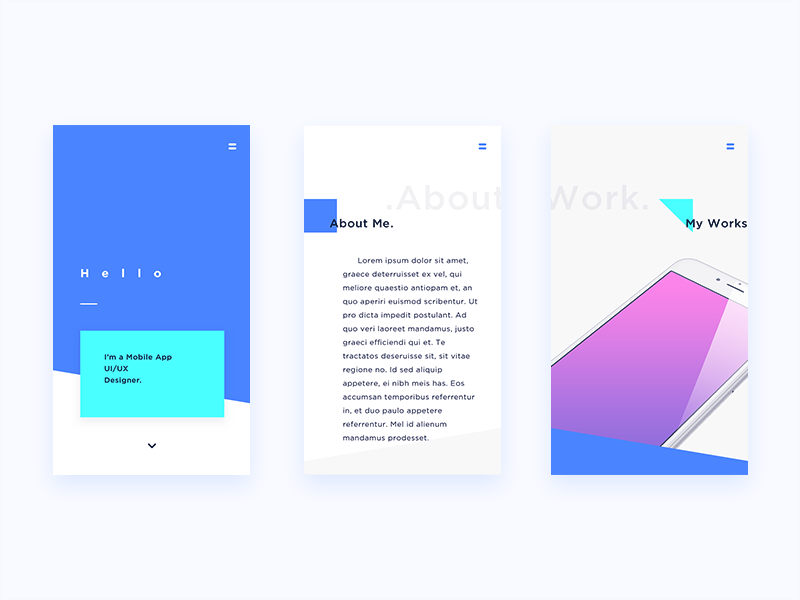 Hello
I'm a Mobile App
UI/UX
Designer.
.About
About Me.
Lorem ipsum dolor sit amet,
graece deterruisset ex vel, qui
meliore quaestio antiopam et, an
quo aperiri euismod scribentur. Ut
pro dicta impedit postulant. Ad
quo veri laoreet mandamus, justo
graeci efficiendi qui et. Te
tractatos deseruisse sit, sit vitae
regione no. Id sed aliquip
appetere, ei nibh meis has. Eos
accumsan temporibus referrentur
in, et duo paulo appetere
referrentur. Mel id alienum
mandamus prodesset.
Work.
My Works